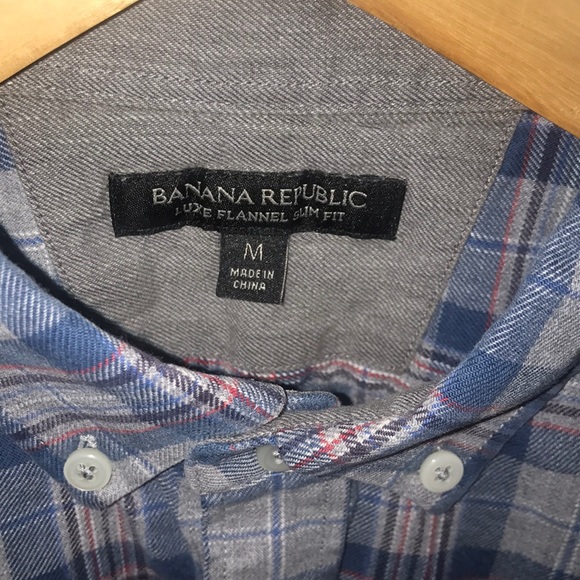 BANANA REPUBLIC
LUXE FLANNEL SLIM FIT
M
MADE IN
CHINA